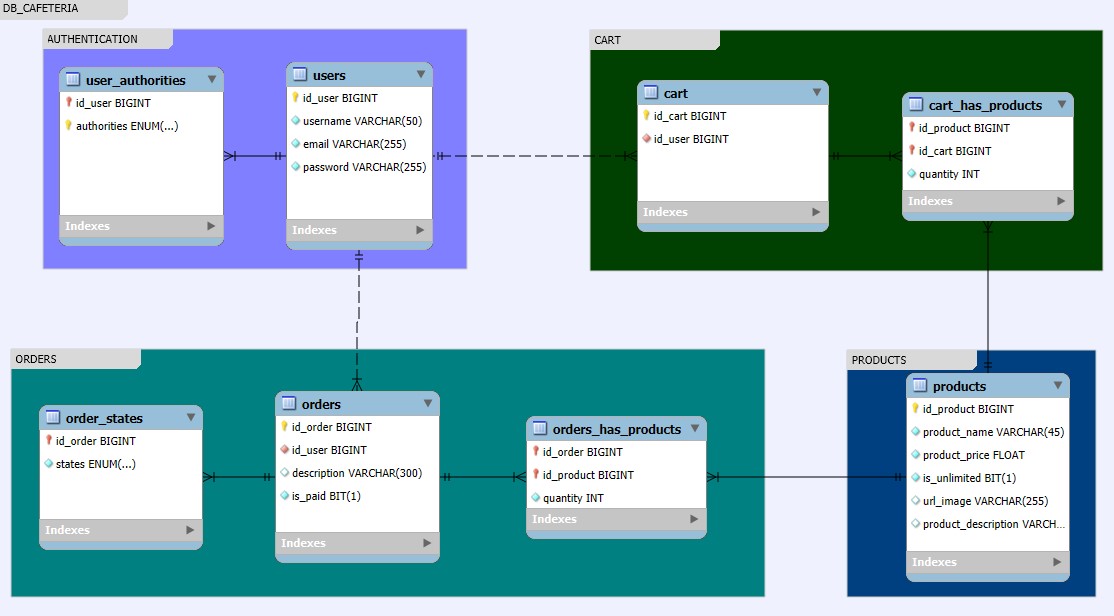 DB_CAFETERIA
AUTHENTICATION
user_authorities
id_user BIGINT
authorities ENUM(...)
Indexes
users
id_user BIGINT
username VARCHAR(50)
email VARCHAR(255)
password VARCHAR(255)
Indexes
CART
cart
id_cart BIGINT
id_user BIGINT
Indexes
cart_has_products
id_product BIGINT
id_cart BIGINT
quantity INT
Indexes
ORDERS
order_states
id_order BIGINT
states ENUM(...)
Indexes
orders
id_order BIGINT
id_user BIGINT
description VARCHAR(300)
is_paid BIT(1)
Indexes
orders_has_products
id_order BIGINT
id_product BIGINT
quantity INT
Indexes
PRODUCTS
products
id_product BIGINT
product_name VARCHAR(45)
product_price FLOAT
is_unlimited BIT(1)
url_image VARCHAR(255)
product_description VARCH...
Indexes